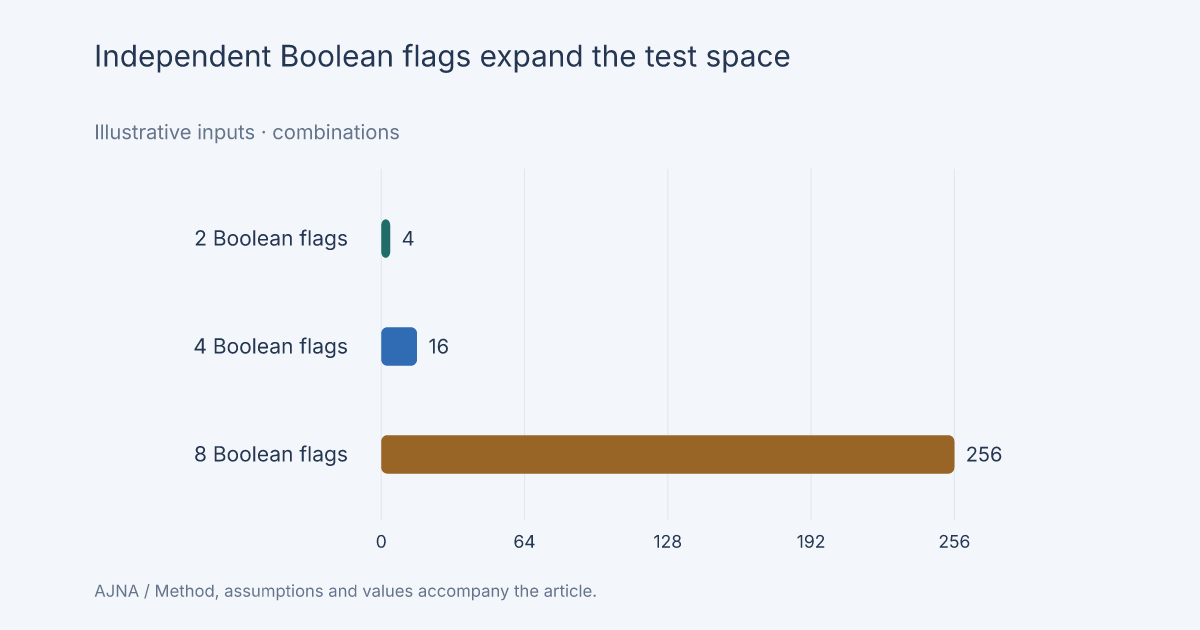 Independent Boolean flags expand the test space
Illustrative inputs · combinations
2 Boolean flags 4
4 Boolean flags 16
8 Boolean flags 256
0 64 128 192 256
AJNA / Method, assumptions and values accompany the article.